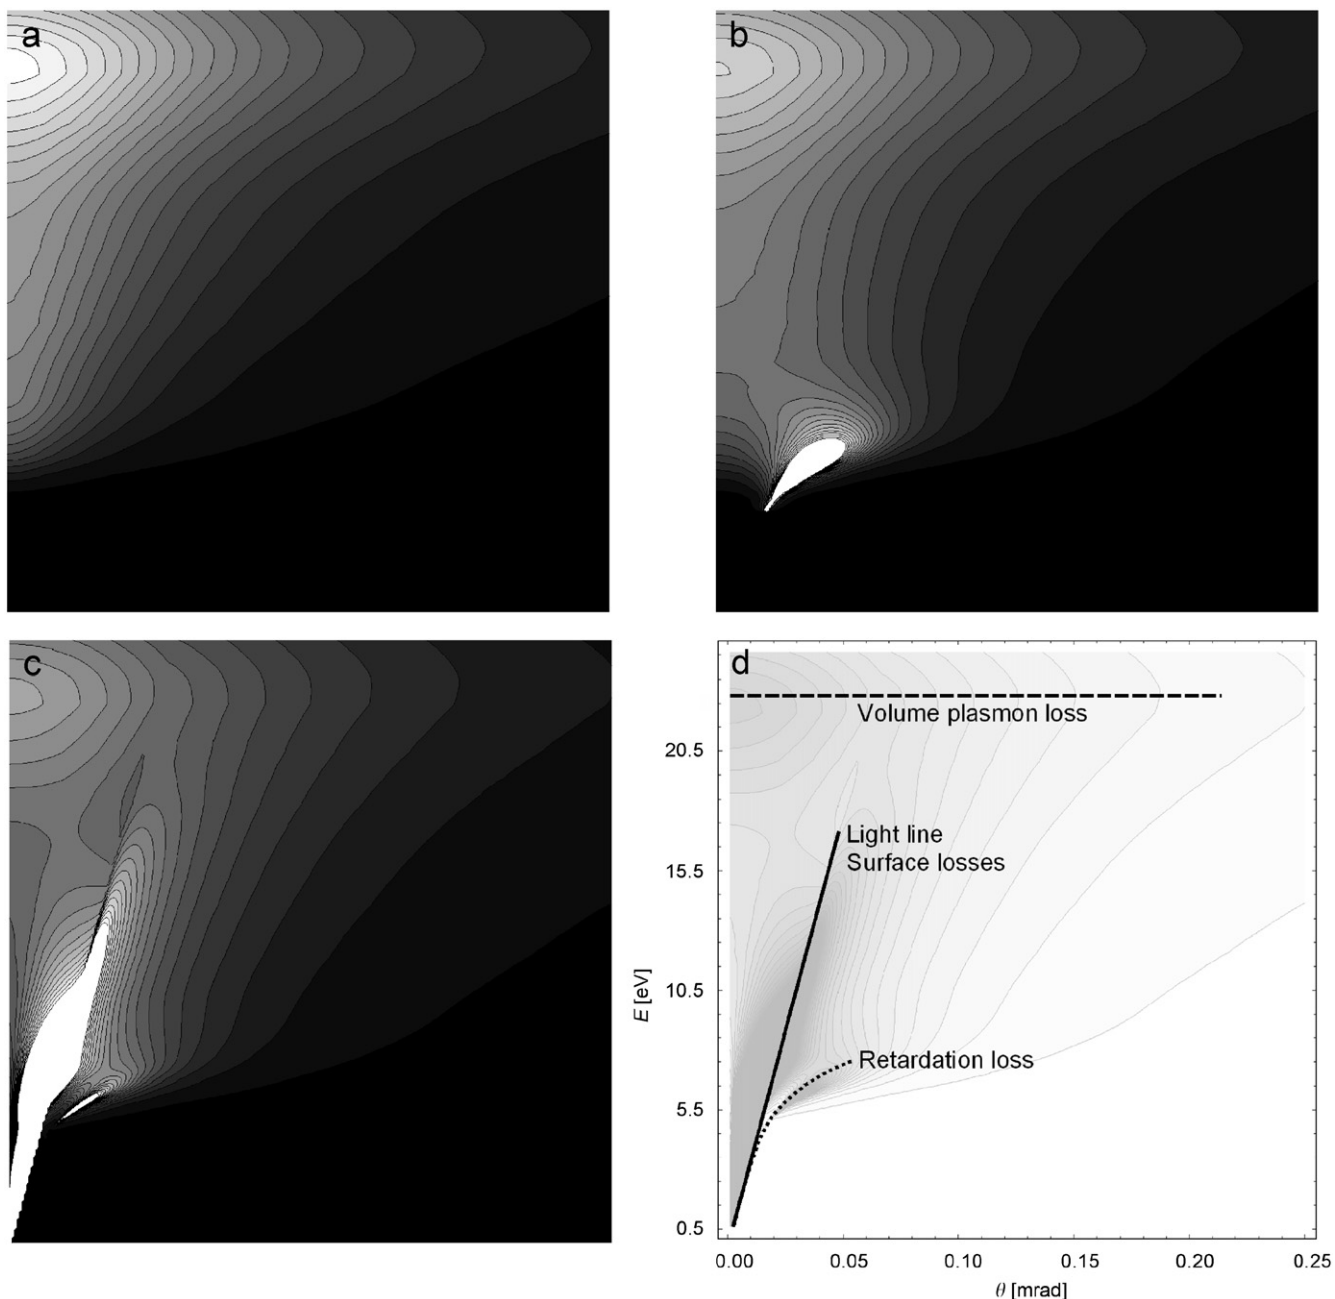 a
b
c
d
Volume plasmon loss
20.5
Light line
Surface losses
15.5
10.5
E [eV]
Retardation loss
5.5
0.5
0.00 0.05 0.10 0.15 0.20 0.25
θ [mrad]